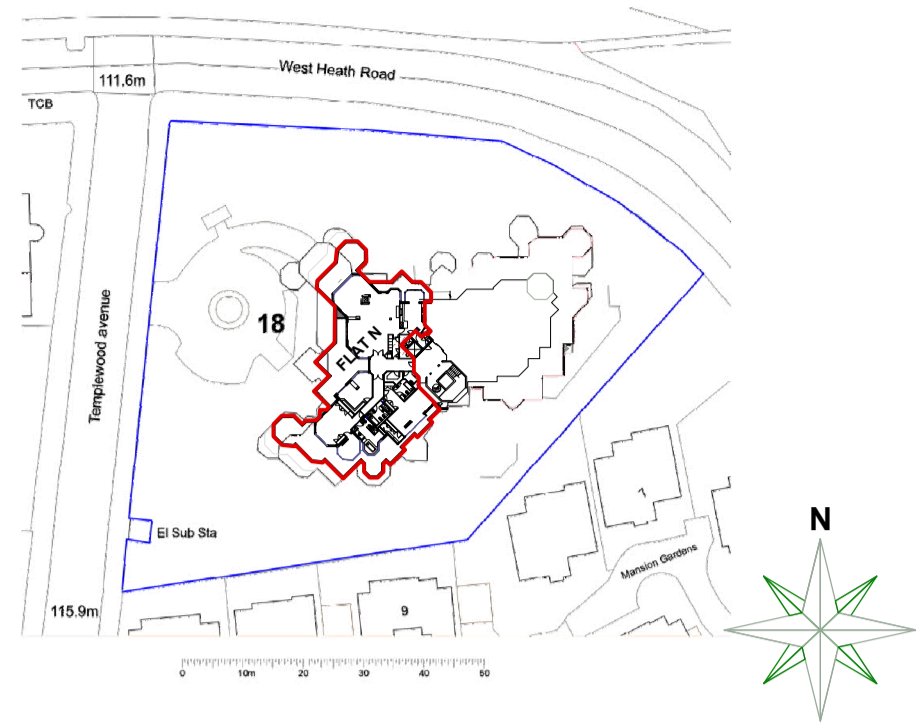 West Heath Road
111.6m
TCB
Templewood avenue
18
FLAT N
El Sub Sta
N
Mansion Gardens
115.9m
9
0 10m 20 30 40 50